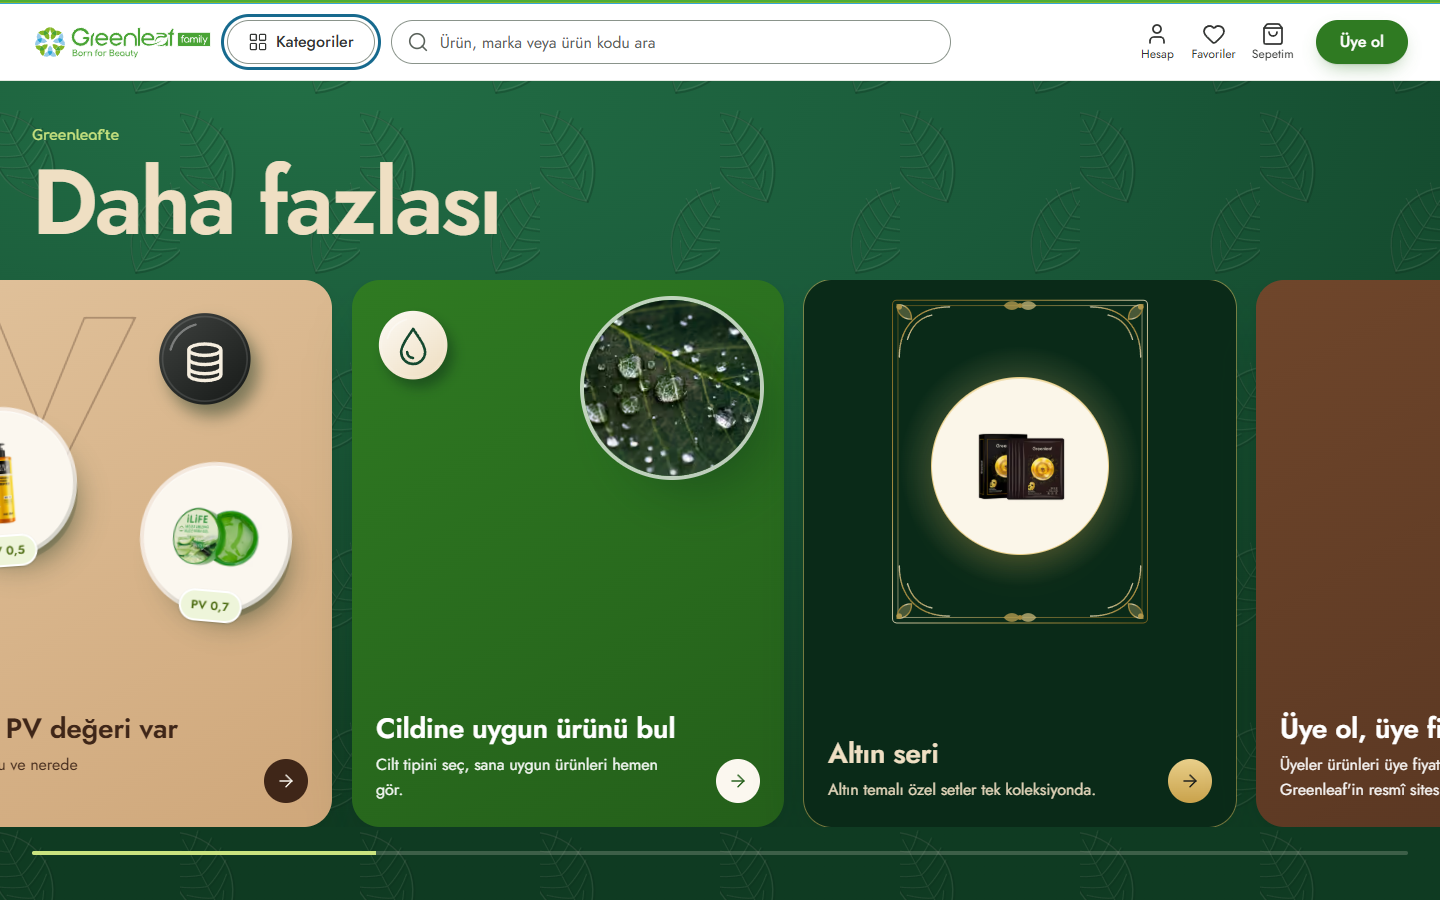 Greenleaf family
Born for Beauty
Kategoriler
Ürün, marka veya ürün kodu ara
Hesap
Favoriler
Sepetim
Üye ol
Greenleaf'te
Daha fazlası
0,5
iLiFE
PV 0,7
PV değeri var
u ve nerede
Cildine uygun ürünü bul
Cilt tipini seç, sana uygun ürünleri hemen
gör.
Greenleaf
Altın seri
Altın temalı özel setler tek koleksiyonda.
Üye ol, üye fi
Üyeler ürünleri üye fiyat
Greenleaf'in resmî sites